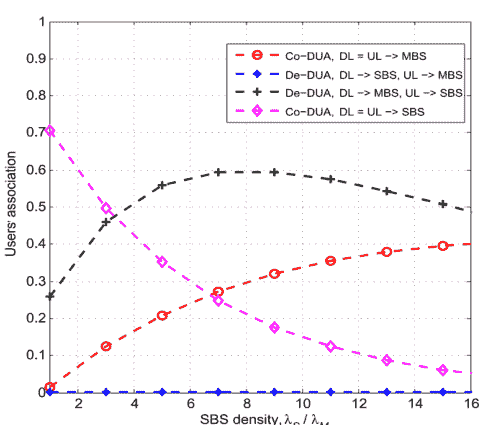 1
0.9
0.8
0.7
0.6
0.5
0.4
0.3
0.2
0.1
0
Users' association
Co-DUA, DL = UL -> MBS
De-DUA, DL -> SBS, UL -> MBS
De-DUA, DL -> MBS, UL -> SBS
Co-DUA, DL = UL -> SBS
2 4 6 8 10 12 14 16
SBS density, λS / λM